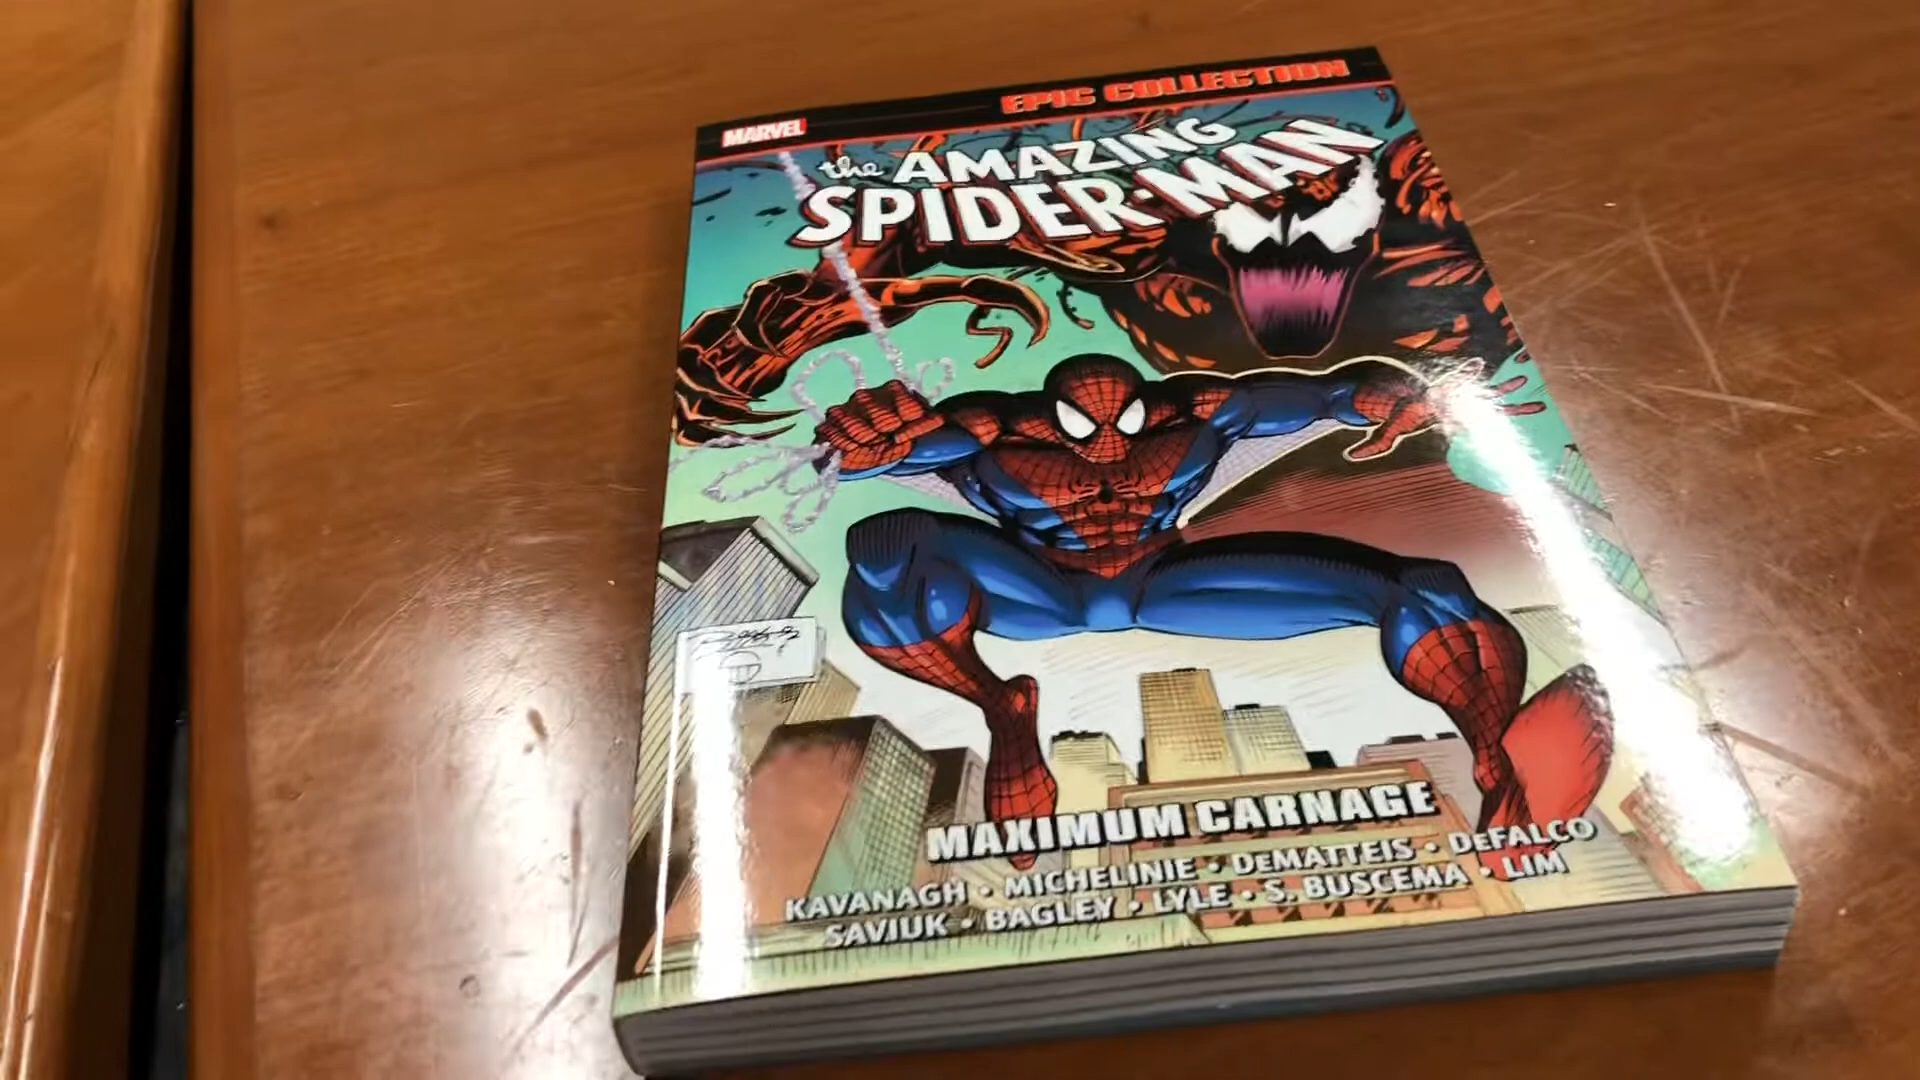 EPIC COLLECTION
MARVEL
the AMAZING
SPIDER-MAN
MAXIMUM CARNAGE
KAVANAGH • MICHELINIE • DEMATTEIS • DEFALCO
SAVIUK • BAGLEY • LYLE • S. BUSCEMA • LIM